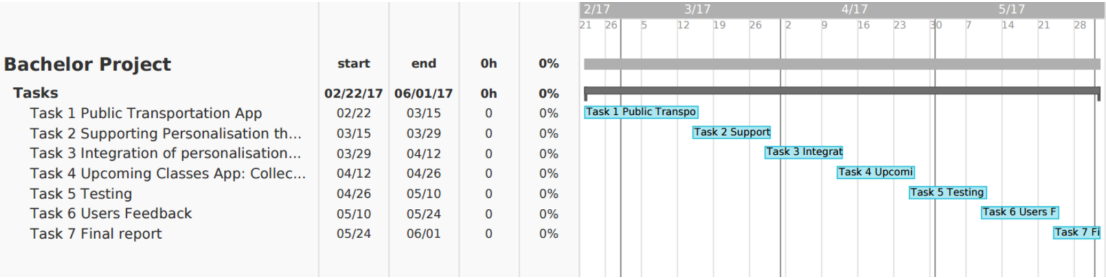 2/17 3/17 4/17 5/17
21 26 5 12 19 26 2 9 16 23 30 7 14 21 28
Bachelor Project start end 0h 0%
Tasks 02/22/17 06/01/17 0h 0%
Task 1 Public Transportation App 02/22 03/15 0 0% Task 1 Public Transpo
Task 2 Supporting Personalisation th... 03/15 03/29 0 0% Task 2 Support
Task 3 Integration of personalisation... 03/29 04/12 0 0% Task 3 Integrat
Task 4 Upcoming Classes App: Collec... 04/12 04/26 0 0% Task 4 Upcomi
Task 5 Testing 04/26 05/10 0 0% Task 5 Testing
Task 6 Users Feedback 05/10 05/24 0 0% Task 6 Users F
Task 7 Final report 05/24 06/01 0 0% Task 7 Fi